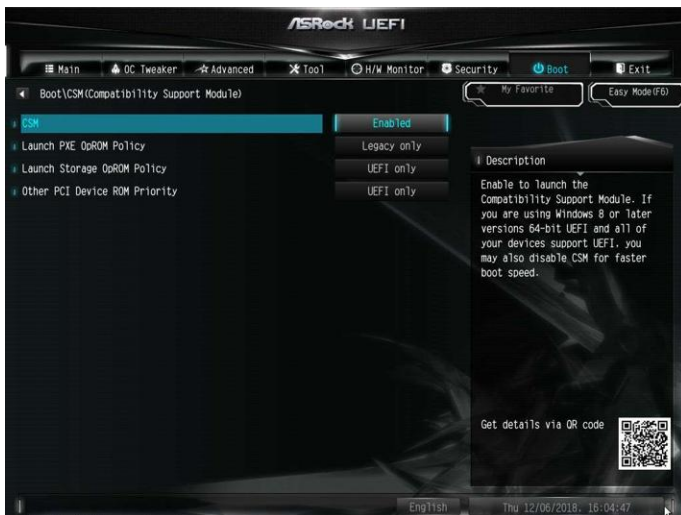 ASRock UEFI
Main OC Tweaker Advanced Tool H/W Monitor Security Boot Exit
Boot\CSM(Compatibility Support Module)
My Favorite
Easy Mode(F6)
CSM Enabled
Launch PXE OpROM Policy Legacy only
Launch Storage OpROM Policy UEFI only
Other PCI Device ROM Priority UEFI only
Description
Enable to launch the
Compatibility Support Module. If
you are using Windows 8 or later
versions 64-bit UEFI and all of
your devices support UEFI, you
may also disable CSM for faster
boot speed.
Get details via QR code
English
Thu 12/06/2018. 16:04:47